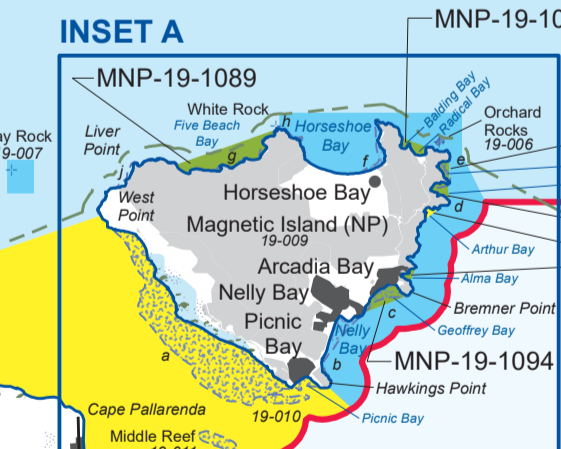 INSET A
MNP-19-10
MNP-19-1089
White Rock
h
Five Beach
Bay
Horseshoe
Bay
Balding Bay
Radical Bay
Orchard
Rocks
19-006
ay Rock
9-007
Liver
Point
g
f
e
j
West
Point
Horseshoe Bay
d
Magnetic Island (NP)
19-009
Arthur Bay
Arcadia Bay
Alma Bay
Nelly Bay
Bremner Point
c
Geoffrey Bay
Picnic
Bay
Nelly
Bay
a
b
MNP-19-1094
Hawkings Point
Cape Pallarenda
19-010
Picnic Bay
Middle Reef